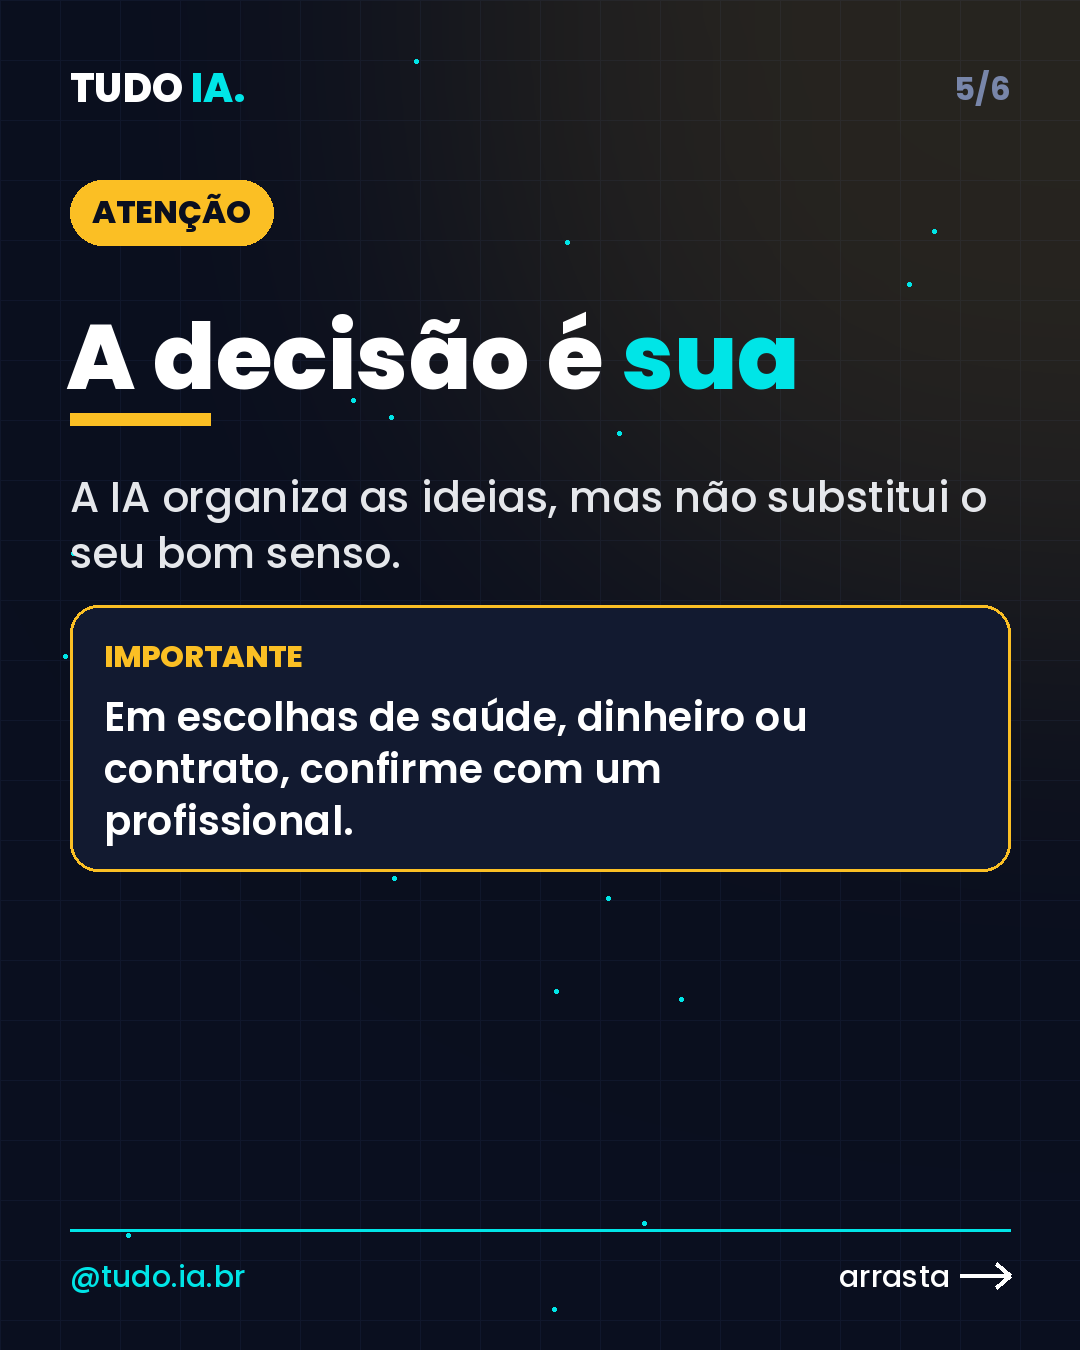 TUDO IA.
5/6
ATENÇÃO
A decisão é sua
A IA organiza as ideias, mas não substitui o
seu bom senso.
IMPORTANTE
Em escolhas de saúde, dinheiro ou
contrato, confirme com um
profissional.
@tudo.ia.br
arrasta